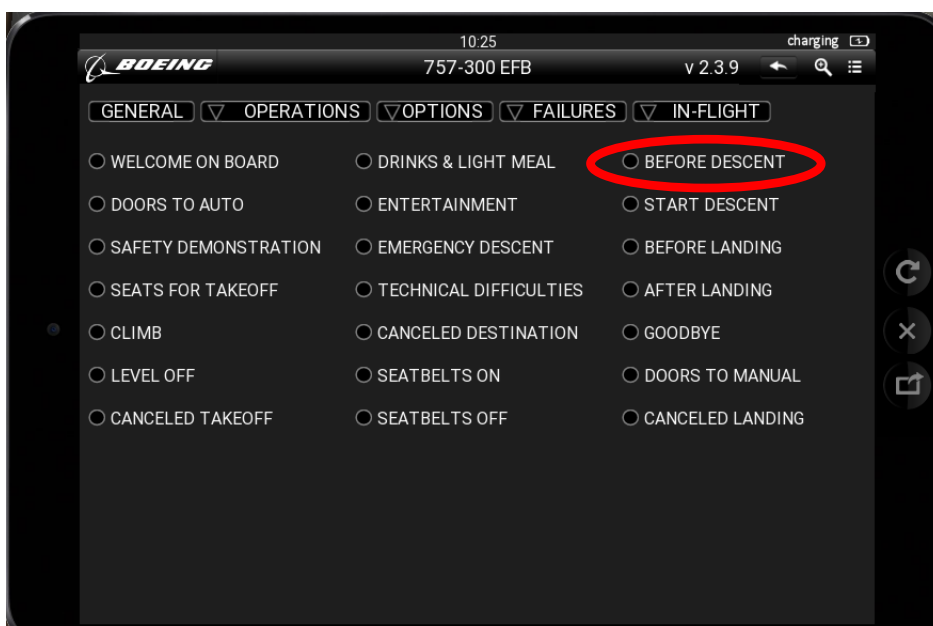 10:25 charging
BOEING 757-300 EFB v 2.3.9
GENERAL OPERATIONS OPTIONS FAILURES IN-FLIGHT
WELCOME ON BOARD DRINKS & LIGHT MEAL BEFORE DESCENT
DOORS TO AUTO ENTERTAINMENT START DESCENT
SAFETY DEMONSTRATION EMERGENCY DESCENT BEFORE LANDING
SEATS FOR TAKEOFF TECHNICAL DIFFICULTIES AFTER LANDING
CLIMB CANCELED DESTINATION GOODBYE
LEVEL OFF SEATBELTS ON DOORS TO MANUAL
CANCELED TAKEOFF SEATBELTS OFF CANCELED LANDING